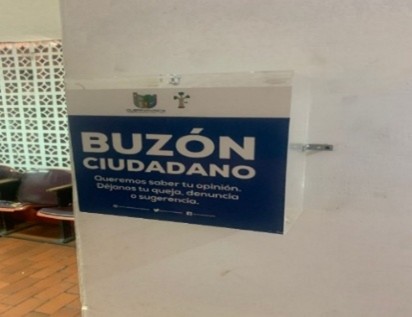 BUZÓN
CIUDADANO
Queremos saber tu opinión.
Déjanos tu queja, denuncia
o sugerencia.